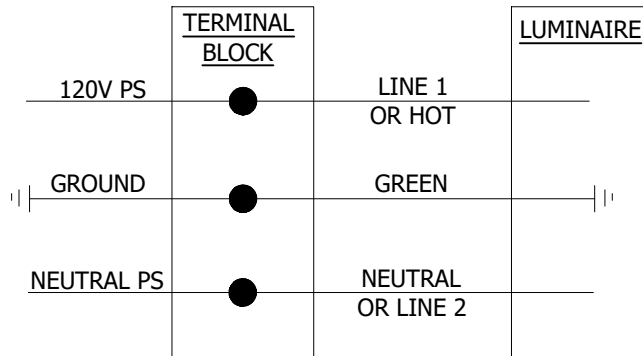 TERMINAL
BLOCK
LUMINAIRE
120V PS
LINE 1
OR HOT
GROUND
GREEN
NEUTRAL PS
NEUTRAL
OR LINE 2